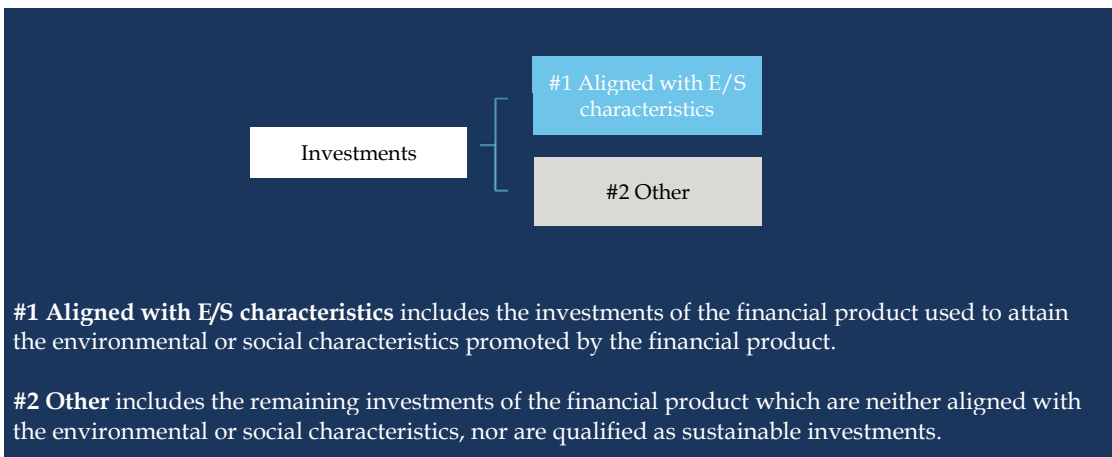 #1 Aligned with E/S
characteristics
Investments
#2 Other
#1 Aligned with E/S characteristics includes the investments of the financial product used to attain
the environmental or social characteristics promoted by the financial product.
#2 Other includes the remaining investments of the financial product which are neither aligned with
the environmental or social characteristics, nor are qualified as sustainable investments.